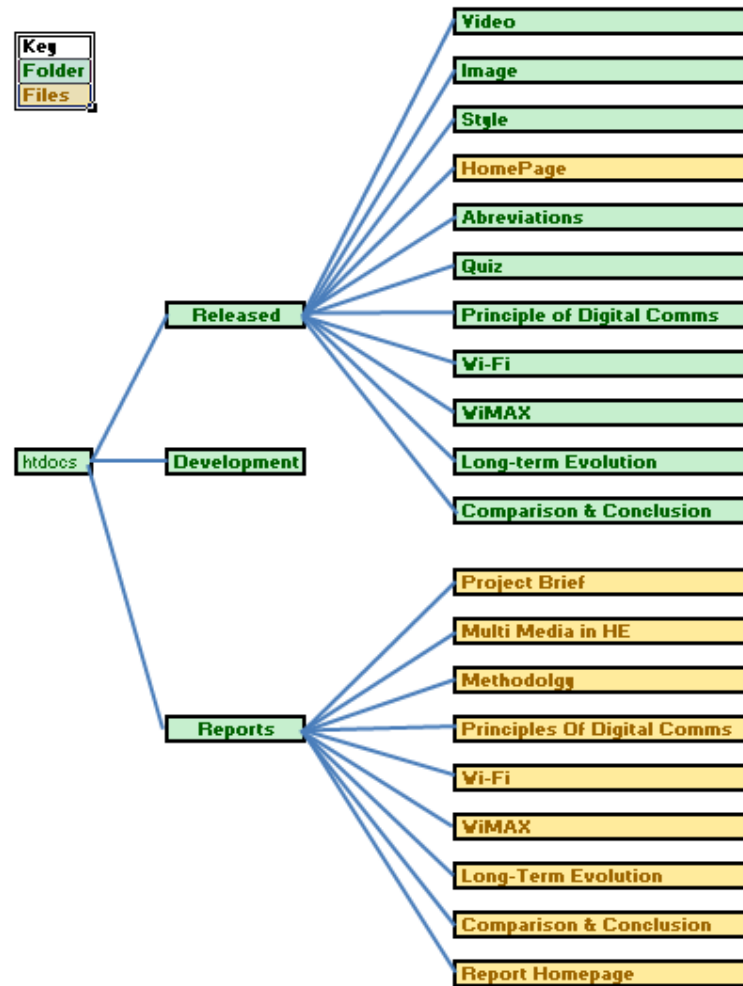 Key
Folder
Files
Video
Image
Style
HomePage
Abreviations
Quiz
Released
Principle of Digital Comms
Wi-Fi
WiMAX
htdocs
Development
Long-term Evolution
Comparison & Conclusion
Project Brief
Multi Media in HE
Methodolgy
Reports
Principles Of Digital Comms
Wi-Fi
WiMAX
Long-Term Evolution
Comparison & Conclusion
Report Homepage